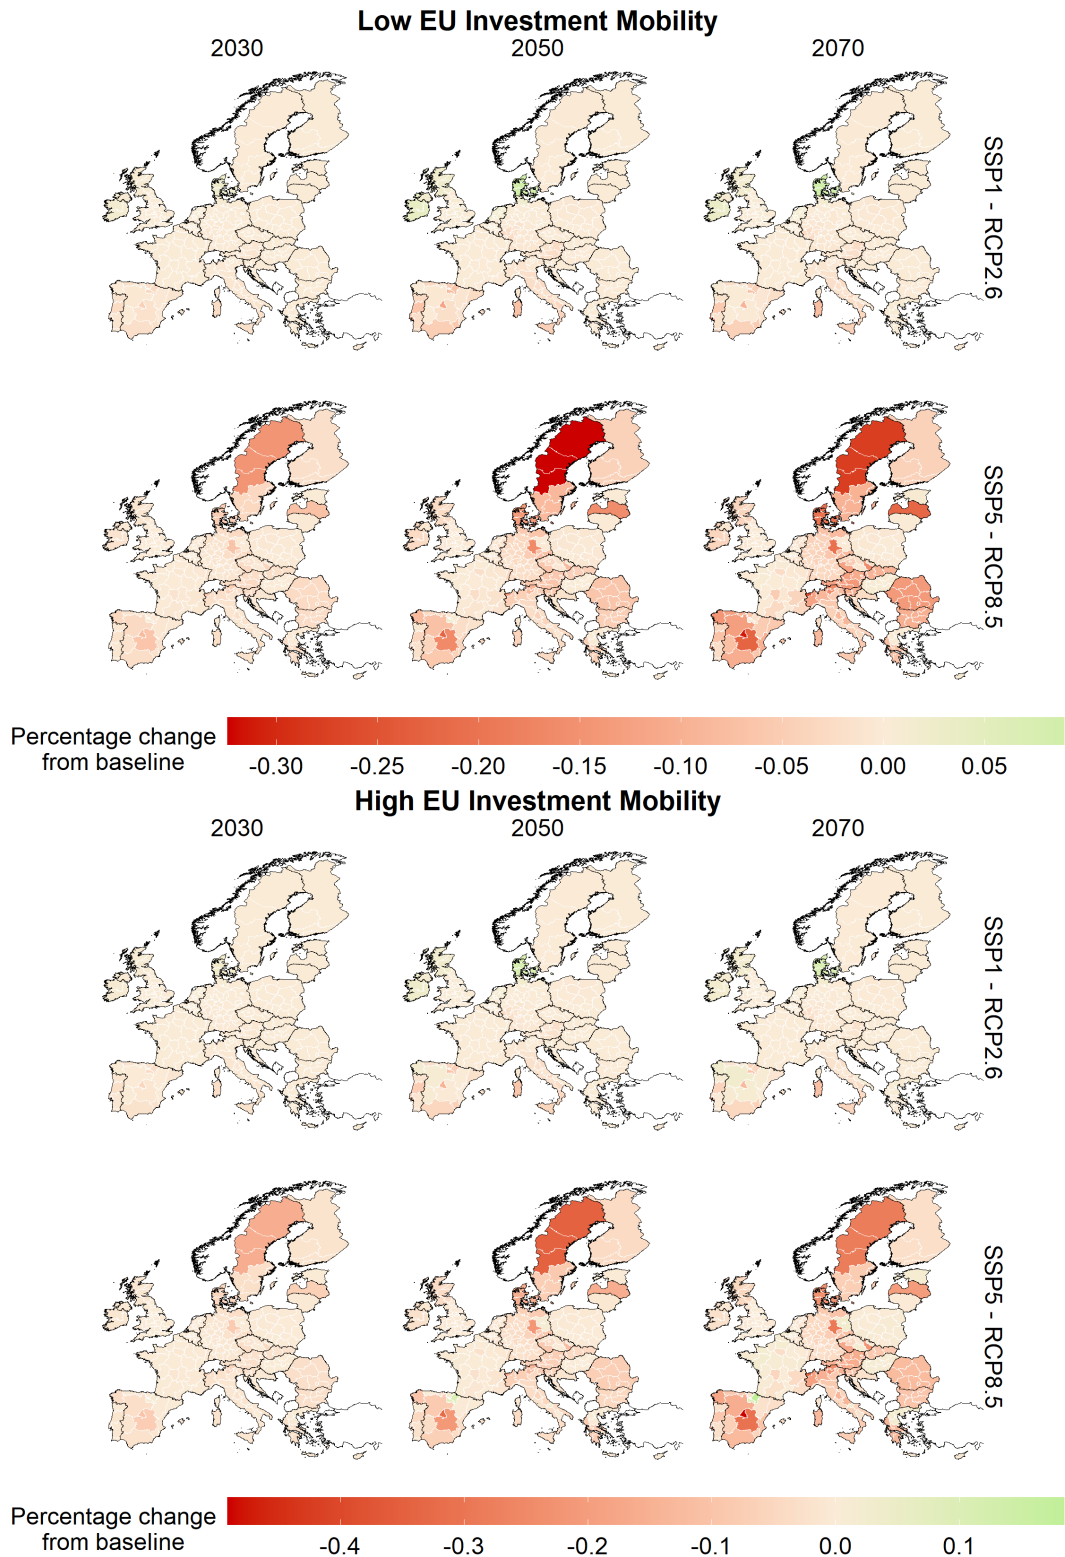 Low EU Investment Mobility
2030 2050 2070
SSP1 - RCP2.6
SSP5 - RCP8.5
Percentage change
from baseline
-0.30 -0.25 -0.20 -0.15 -0.10 -0.05 0.00 0.05
High EU Investment Mobility
2030 2050 2070
SSP1 - RCP2.6
SSP5 - RCP8.5
Percentage change
from baseline
-0.4 -0.3 -0.2 -0.1 0.0 0.1